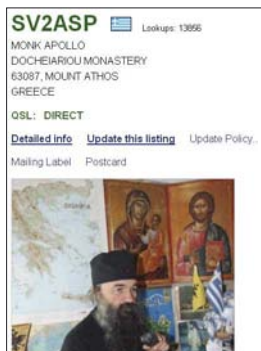 SV2ASP Lookups: 13856
MONK APOLLO
DOCHEIARIOU MONASTERY
63087, MOUNT ATHOS
GREECE
QSL: DIRECT
Detailed info Update this listing Update Policy..
Mailing Label Postcard